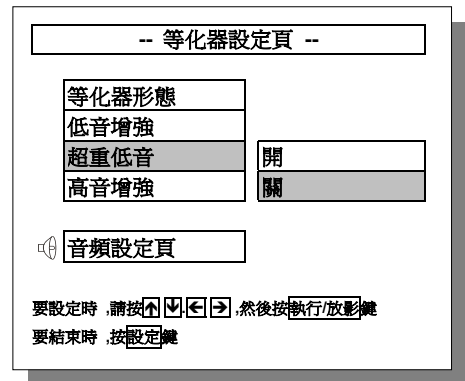 -- 等化器設定頁 --
等化器形態
低音增強
超重低音 開
高音增強 關
音頻設定頁
要設定時 ,請按↑ ↓.← → ,然後按執行/放影鍵
要結束時 ,按設定鍵